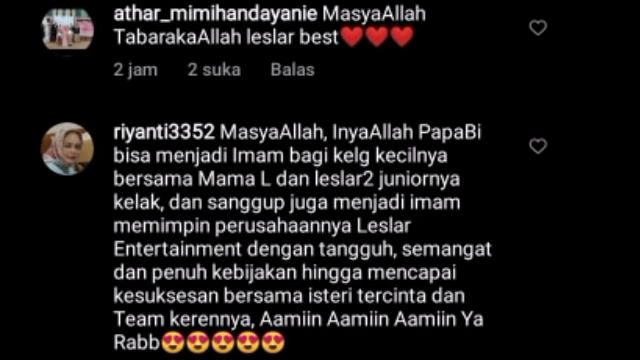 athar_mimihandayanie MasyaAllah
TabarakaAllah leslar best❤️❤️❤️
2 jam 2 suka Balas
riyanti3352 MasyaAllah, InyaAllah PapaBi
bisa menjadi Imam bagi kelg kecilnya
bersama Mama L dan leslar2 juniornya
kelak, dan sanggup juga menjadi imam
memimpin perusahaannya Leslar
Entertainment dengan tangguh, semangat
dan penuh kebijakan hingga mencapai
kesuksesan bersama isteri tercinta dan
Team kerennya, Aamiin Aamiin Aamiin Ya
Rabb😍😍😍😍😍